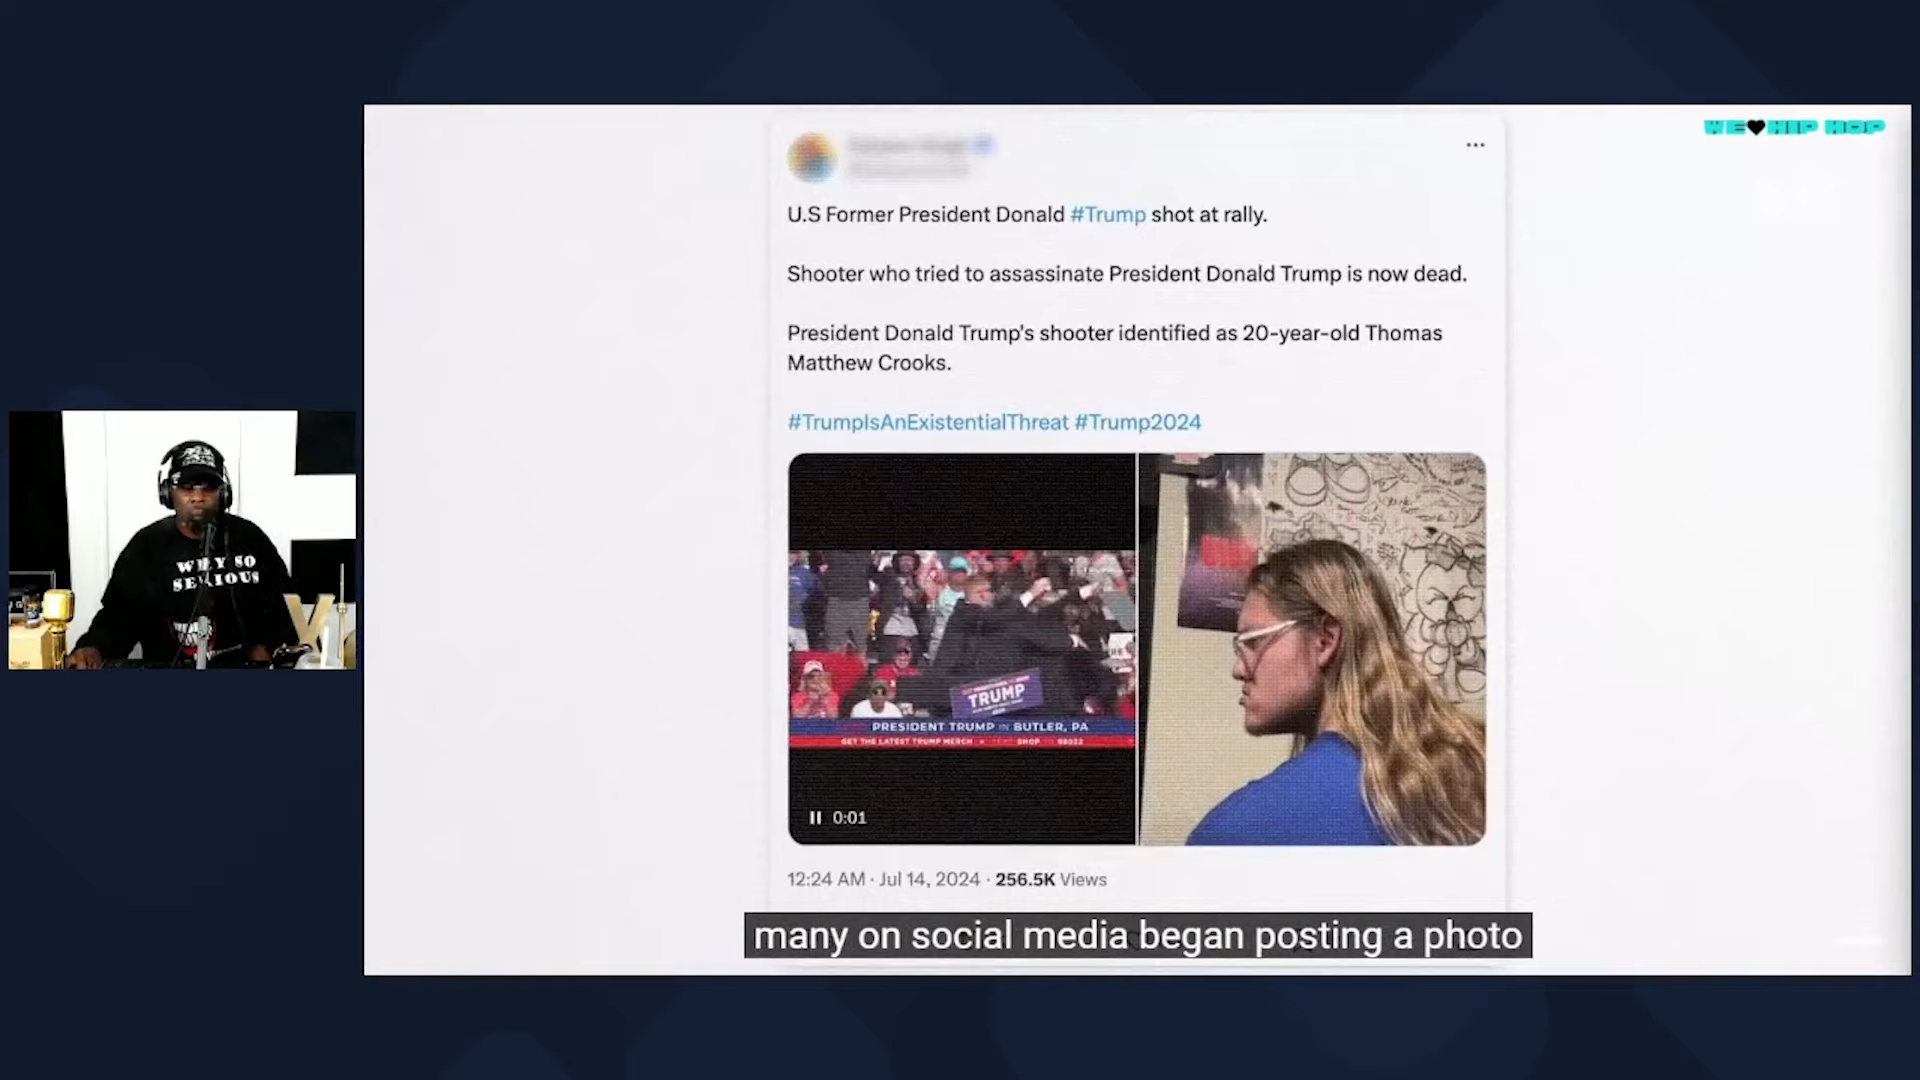 WE HIP HOP
U.S Former President Donald #Trump shot at rally.
Shooter who tried to assassinate President Donald Trump is now dead.
President Donald Trump's shooter identified as 20-year-old Thomas
Matthew Crooks.
#TrumpIsAnExistentialThreat #Trump2024
WHY SO
SERIOUS
TRUMP
PRESIDENT TRUMP IN BUTLER, PA
GET THE LATEST TRUMP MERCH SHOP 88022
0:01
12:24 AM · Jul 14, 2024 · 256.5K Views
many on social media began posting a photo